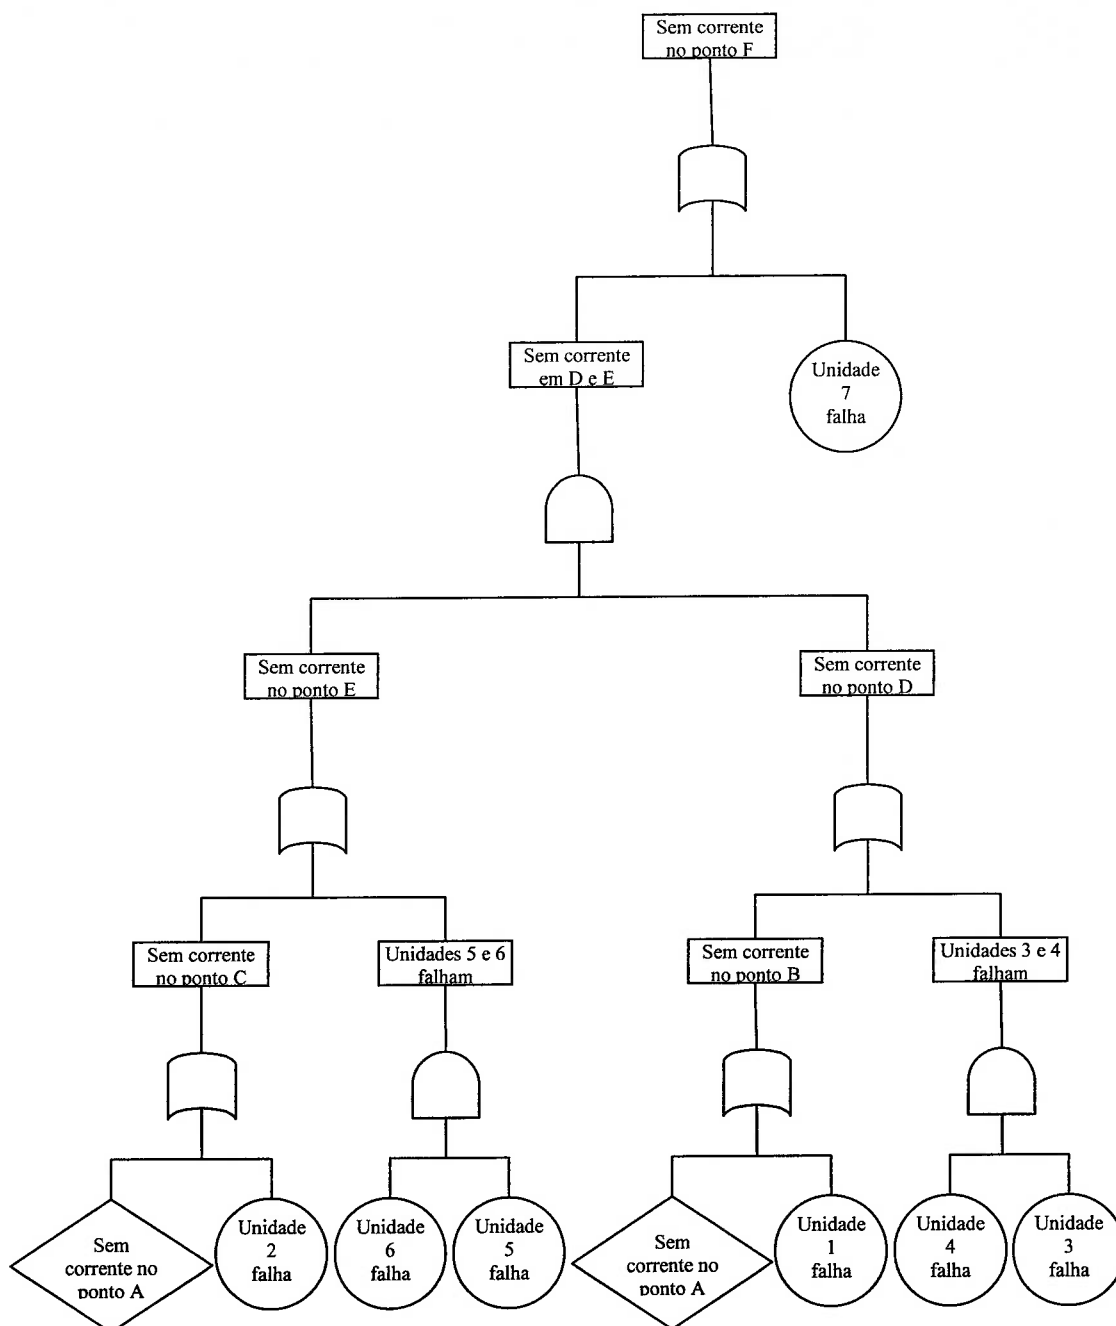 Sem corrente
no ponto F
Sem corrente
em D e E
Unidade
7
falha
Sem corrente
no ponto E
Sem corrente
no ponto D
Sem corrente
no ponto C
Unidades 5 e 6
falham
Sem corrente
no ponto B
Unidades 3 e 4
falham
Sem
corrente no
ponto A
Unidade
2
falha
Unidade
6
falha
Unidade
5
falha
Sem
corrente no
ponto A
Unidade
1
falha
Unidade
4
falha
Unidade
3
falha